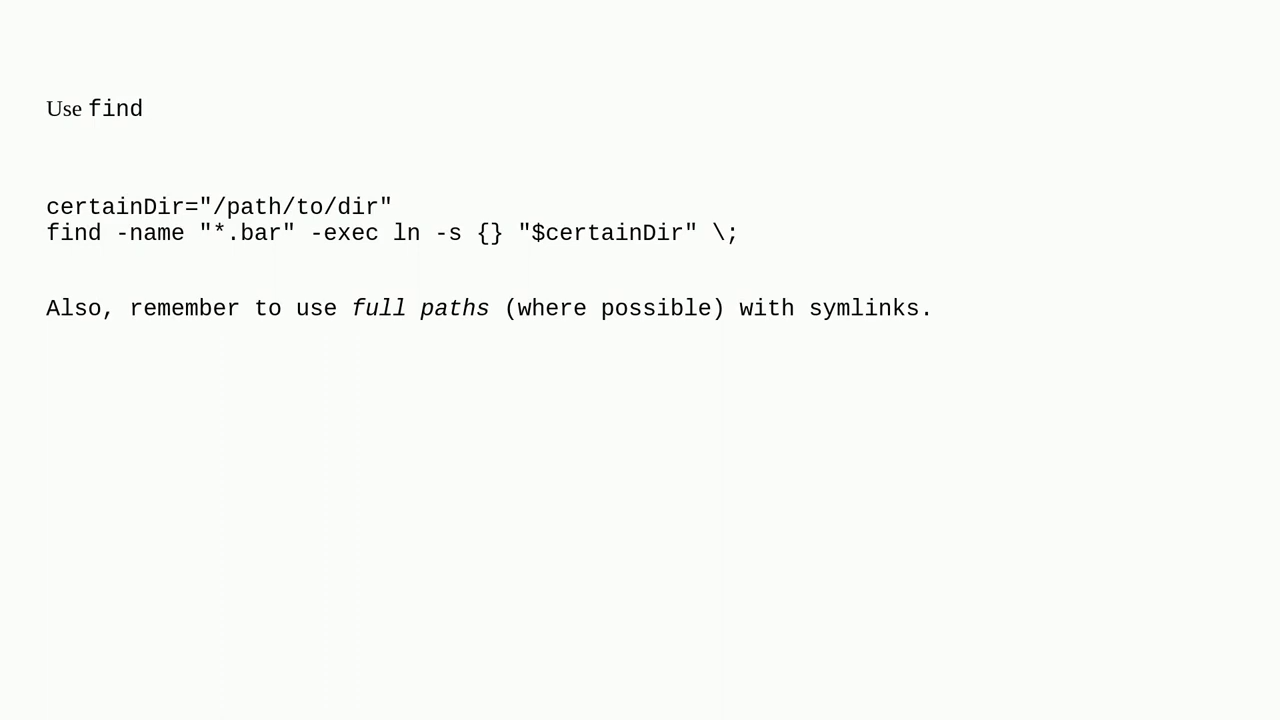 Use find
certainDir="/path/to/dir"
find -name "*.bar" -exec ln -s {} "$certainDir" \;
Also, remember to use full paths (where possible) with symlinks.